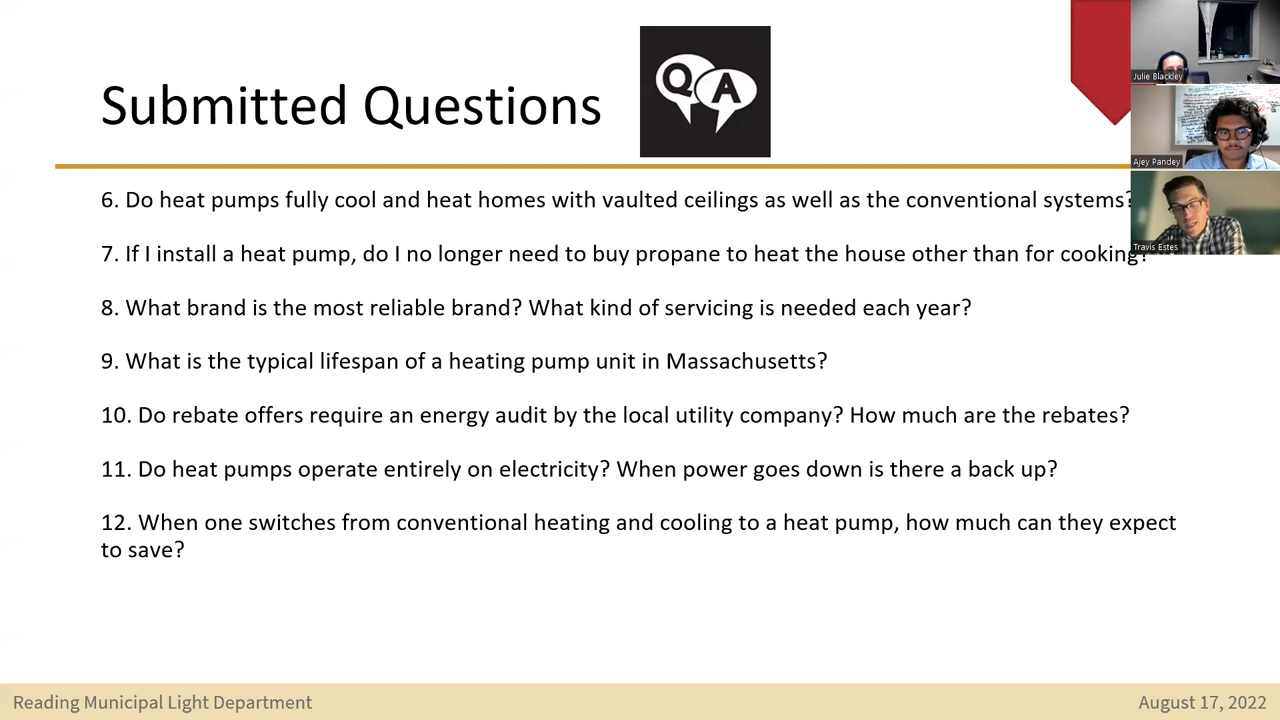 Submitted Questions
Q A
6. Do heat pumps fully cool and heat homes with vaulted ceilings as well as the conventional systems?
7. If I install a heat pump, do I no longer need to buy propane to heat the house other than for cooking?
8. What brand is the most reliable brand? What kind of servicing is needed each year?
9. What is the typical lifespan of a heating pump unit in Massachusetts?
10. Do rebate offers require an energy audit by the local utility company? How much are the rebates?
11. Do heat pumps operate entirely on electricity? When power goes down is there a back up?
12. When one switches from conventional heating and cooling to a heat pump, how much can they expect
to save?
Julie Blackley
Ajey Pandey
Travis Estes
Reading Municipal Light Department
August 17, 2022